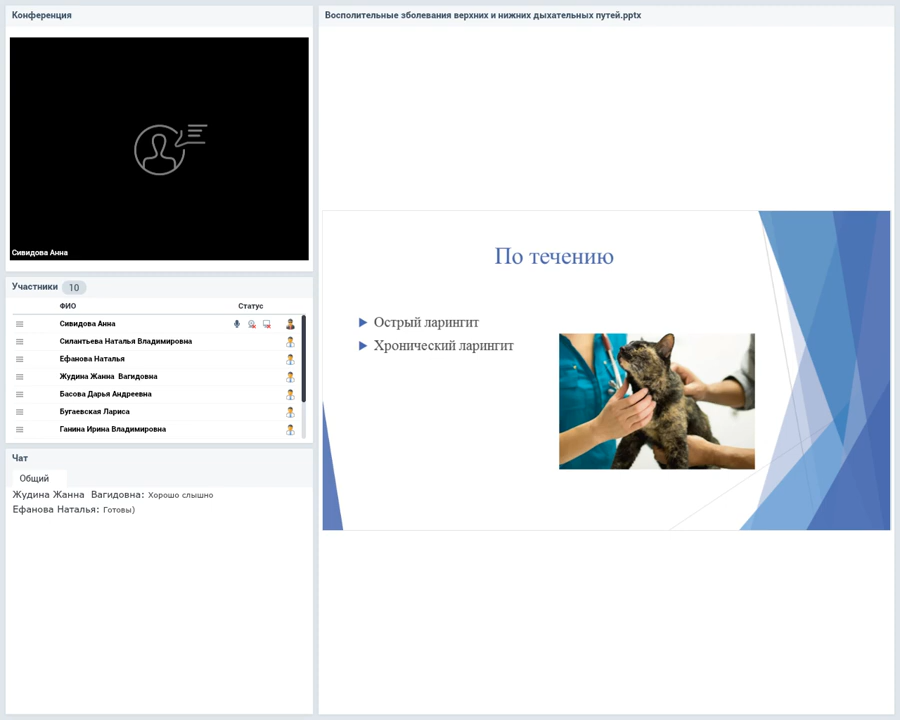 Конференция
Сивидова Анна
Участники 10
ФИО Статус
Сивидова Анна
Силантьева Наталья Владимировна
Ефанова Наталья
Жудина Жанна Вагидовна
Басова Дарья Андреевна
Бугаевская Лариса
Ганина Ирина Владимировна
Чат
Общий
Жудина Жанна Вагидовна: Хорошо слышно
Ефанова Наталья: Готовы)
Восполительные эболевания верхних и нижних дыхательных путей.pptx
По течению
Острый ларингит
Хронический ларингит